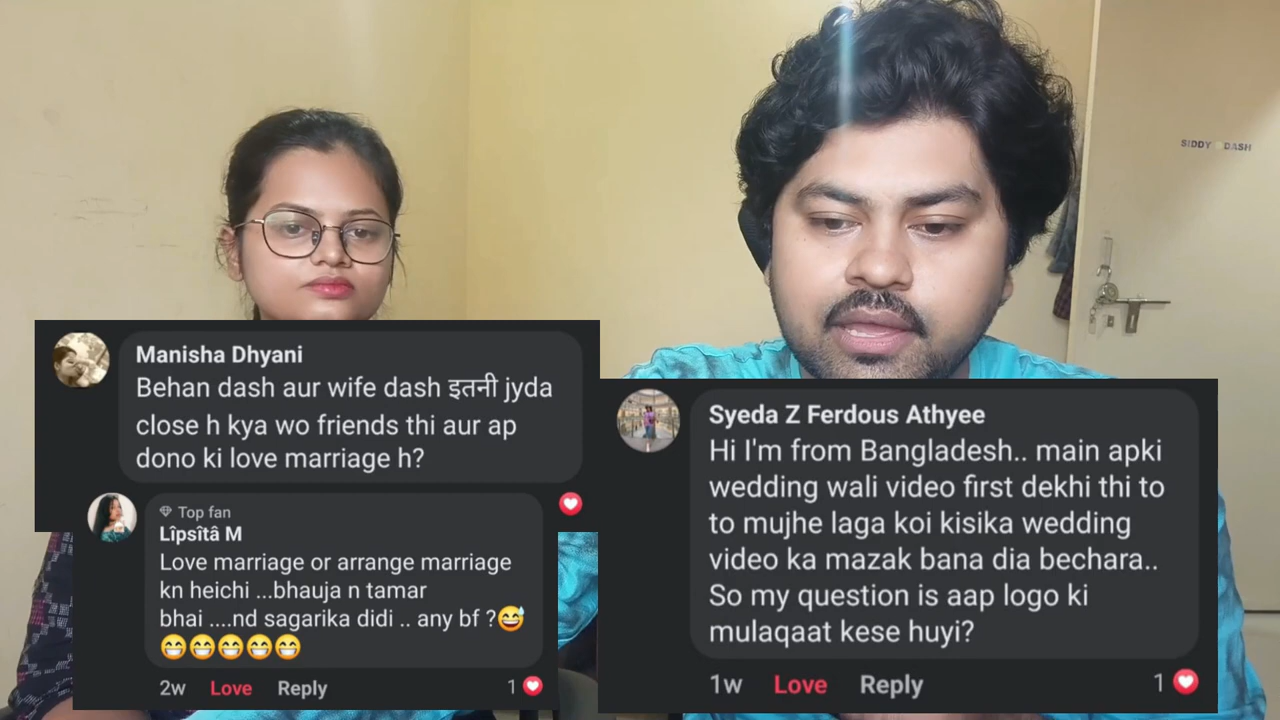 SIDDY DASH
Manisha Dhyani
Behan dash aur wife dash इतनी jyda
close h kya wo friends thi aur ap
dono ki love marriage h?
Top fan
Lîpsîtâ M
Love marriage or arrange marriage
kn heichi ...bhauja n tamar
bhai ....nd sagarika didi .. any bf ?😅
😁😁😁😁😁
2w Love Reply 1
Syeda Z Ferdous Athyee
Hi I'm from Bangladesh.. main apki
wedding wali video first dekhi thi to
to mujhe laga koi kisika wedding
video ka mazak bana dia bechara..
So my question is aap logo ki
mulaqaat kese huyi?
1w Love Reply 1